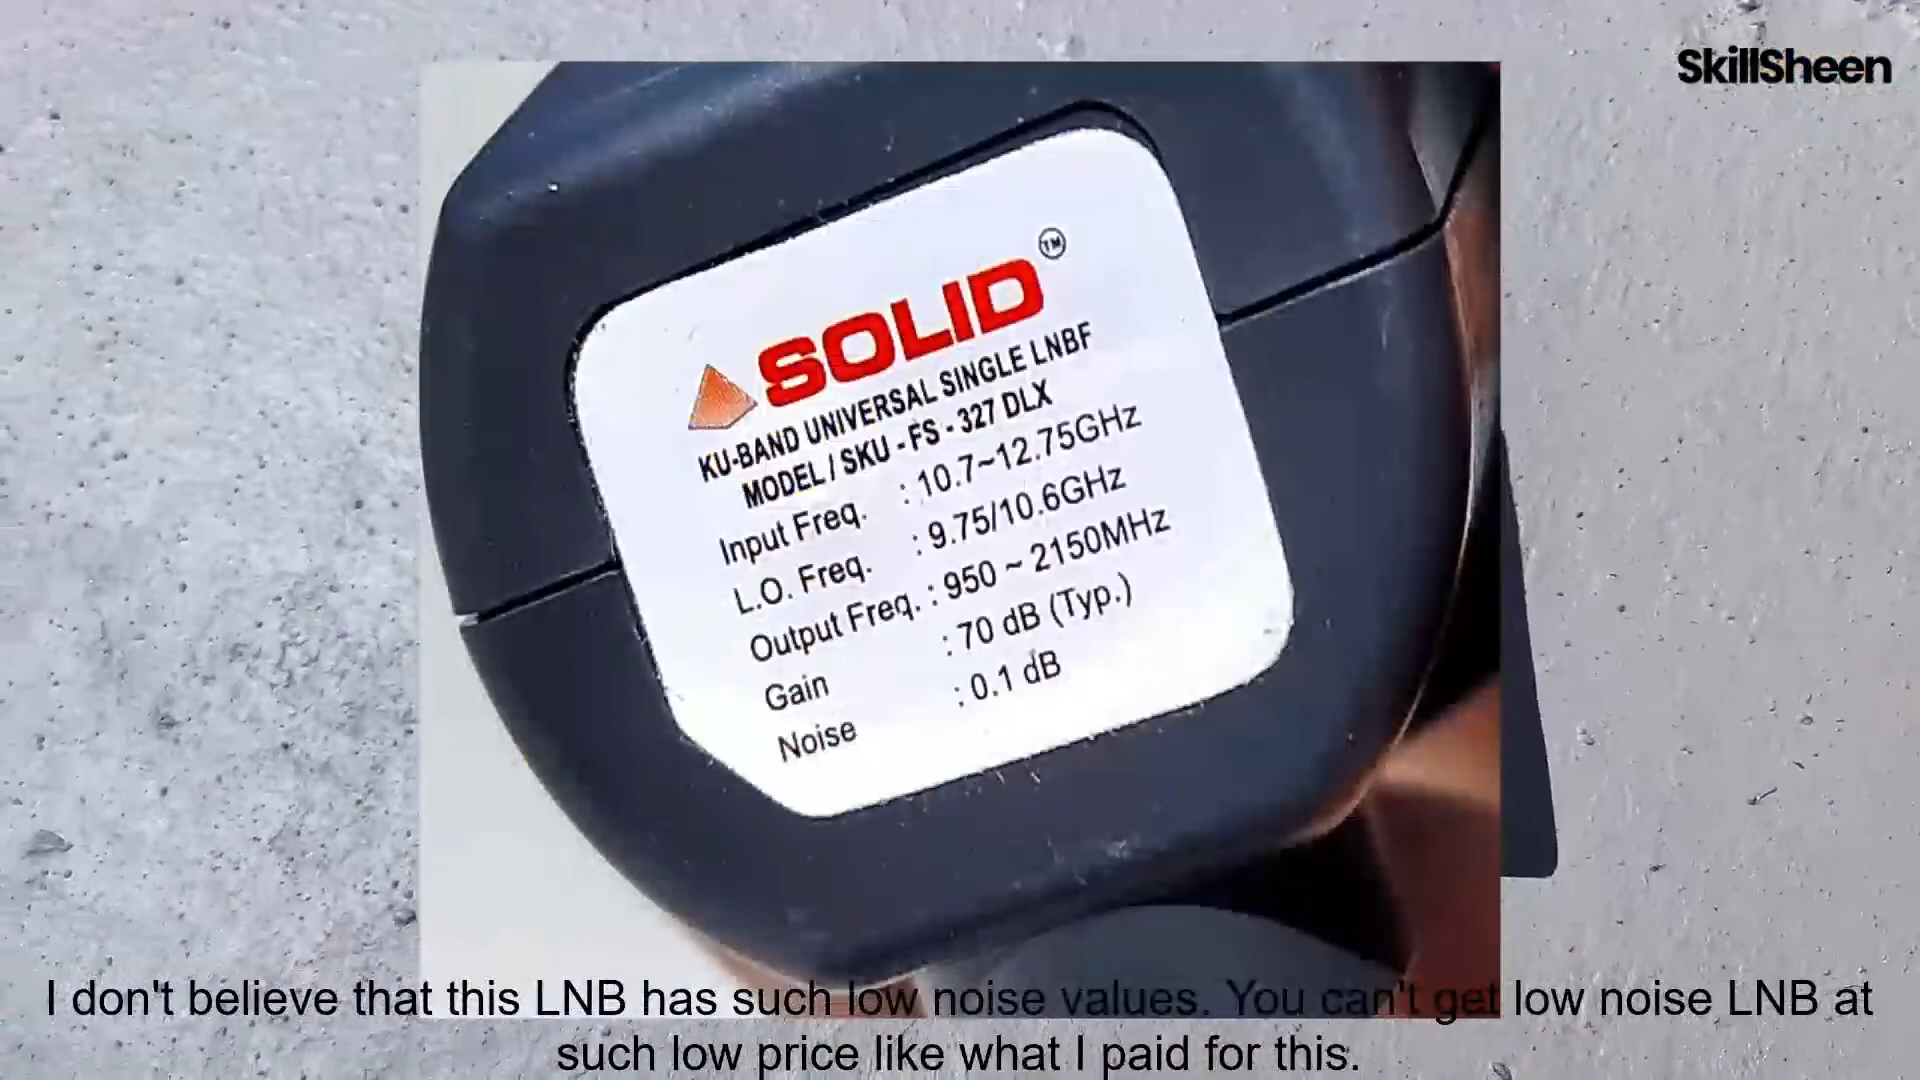 SkillSheen
TM
SOLID
KU-BAND UNIVERSAL SINGLE LNBF
MODEL / SKU - FS - 327 DLX
Input Freq. : 10.7~12.75GHz
L.O. Freq. : 9.75/10.6GHz
Output Freq. : 950 ~ 2150MHz
Gain : 70 dB (Typ.)
Noise : 0.1 dB
I don't believe that this LNB has such low noise values. You can't get low noise LNB at
such low price like what I paid for this.